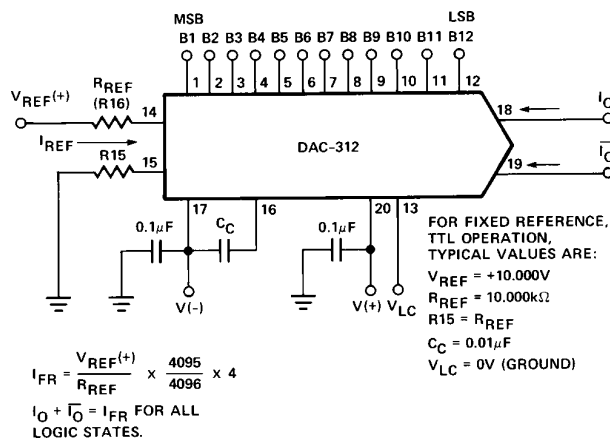 MSB LSB
B1 B2 B3 B4 B5 B6 B7 B8 B9 B10 B11 B12
1 2 3 4 5 6 7 8 9 10 11 12
VREF(+)
RREF
(R16)
14
IREF
R15
15
DAC-312
18
IO
19
I̅O̅
17
16
20
13
0.1μF
CC
0.1μF
V(-)
V(+)
VLC
FOR FIXED REFERENCE,
TTL OPERATION,
TYPICAL VALUES ARE:
VREF = +10.000V
RREF = 10.000kΩ
R15 = RREF
CC = 0.01μF
VLC = 0V (GROUND)
IFR = VREF(+)/RREF x 4095/4096 x 4
IO + I̅O̅ = IFR FOR ALL
LOGIC STATES.